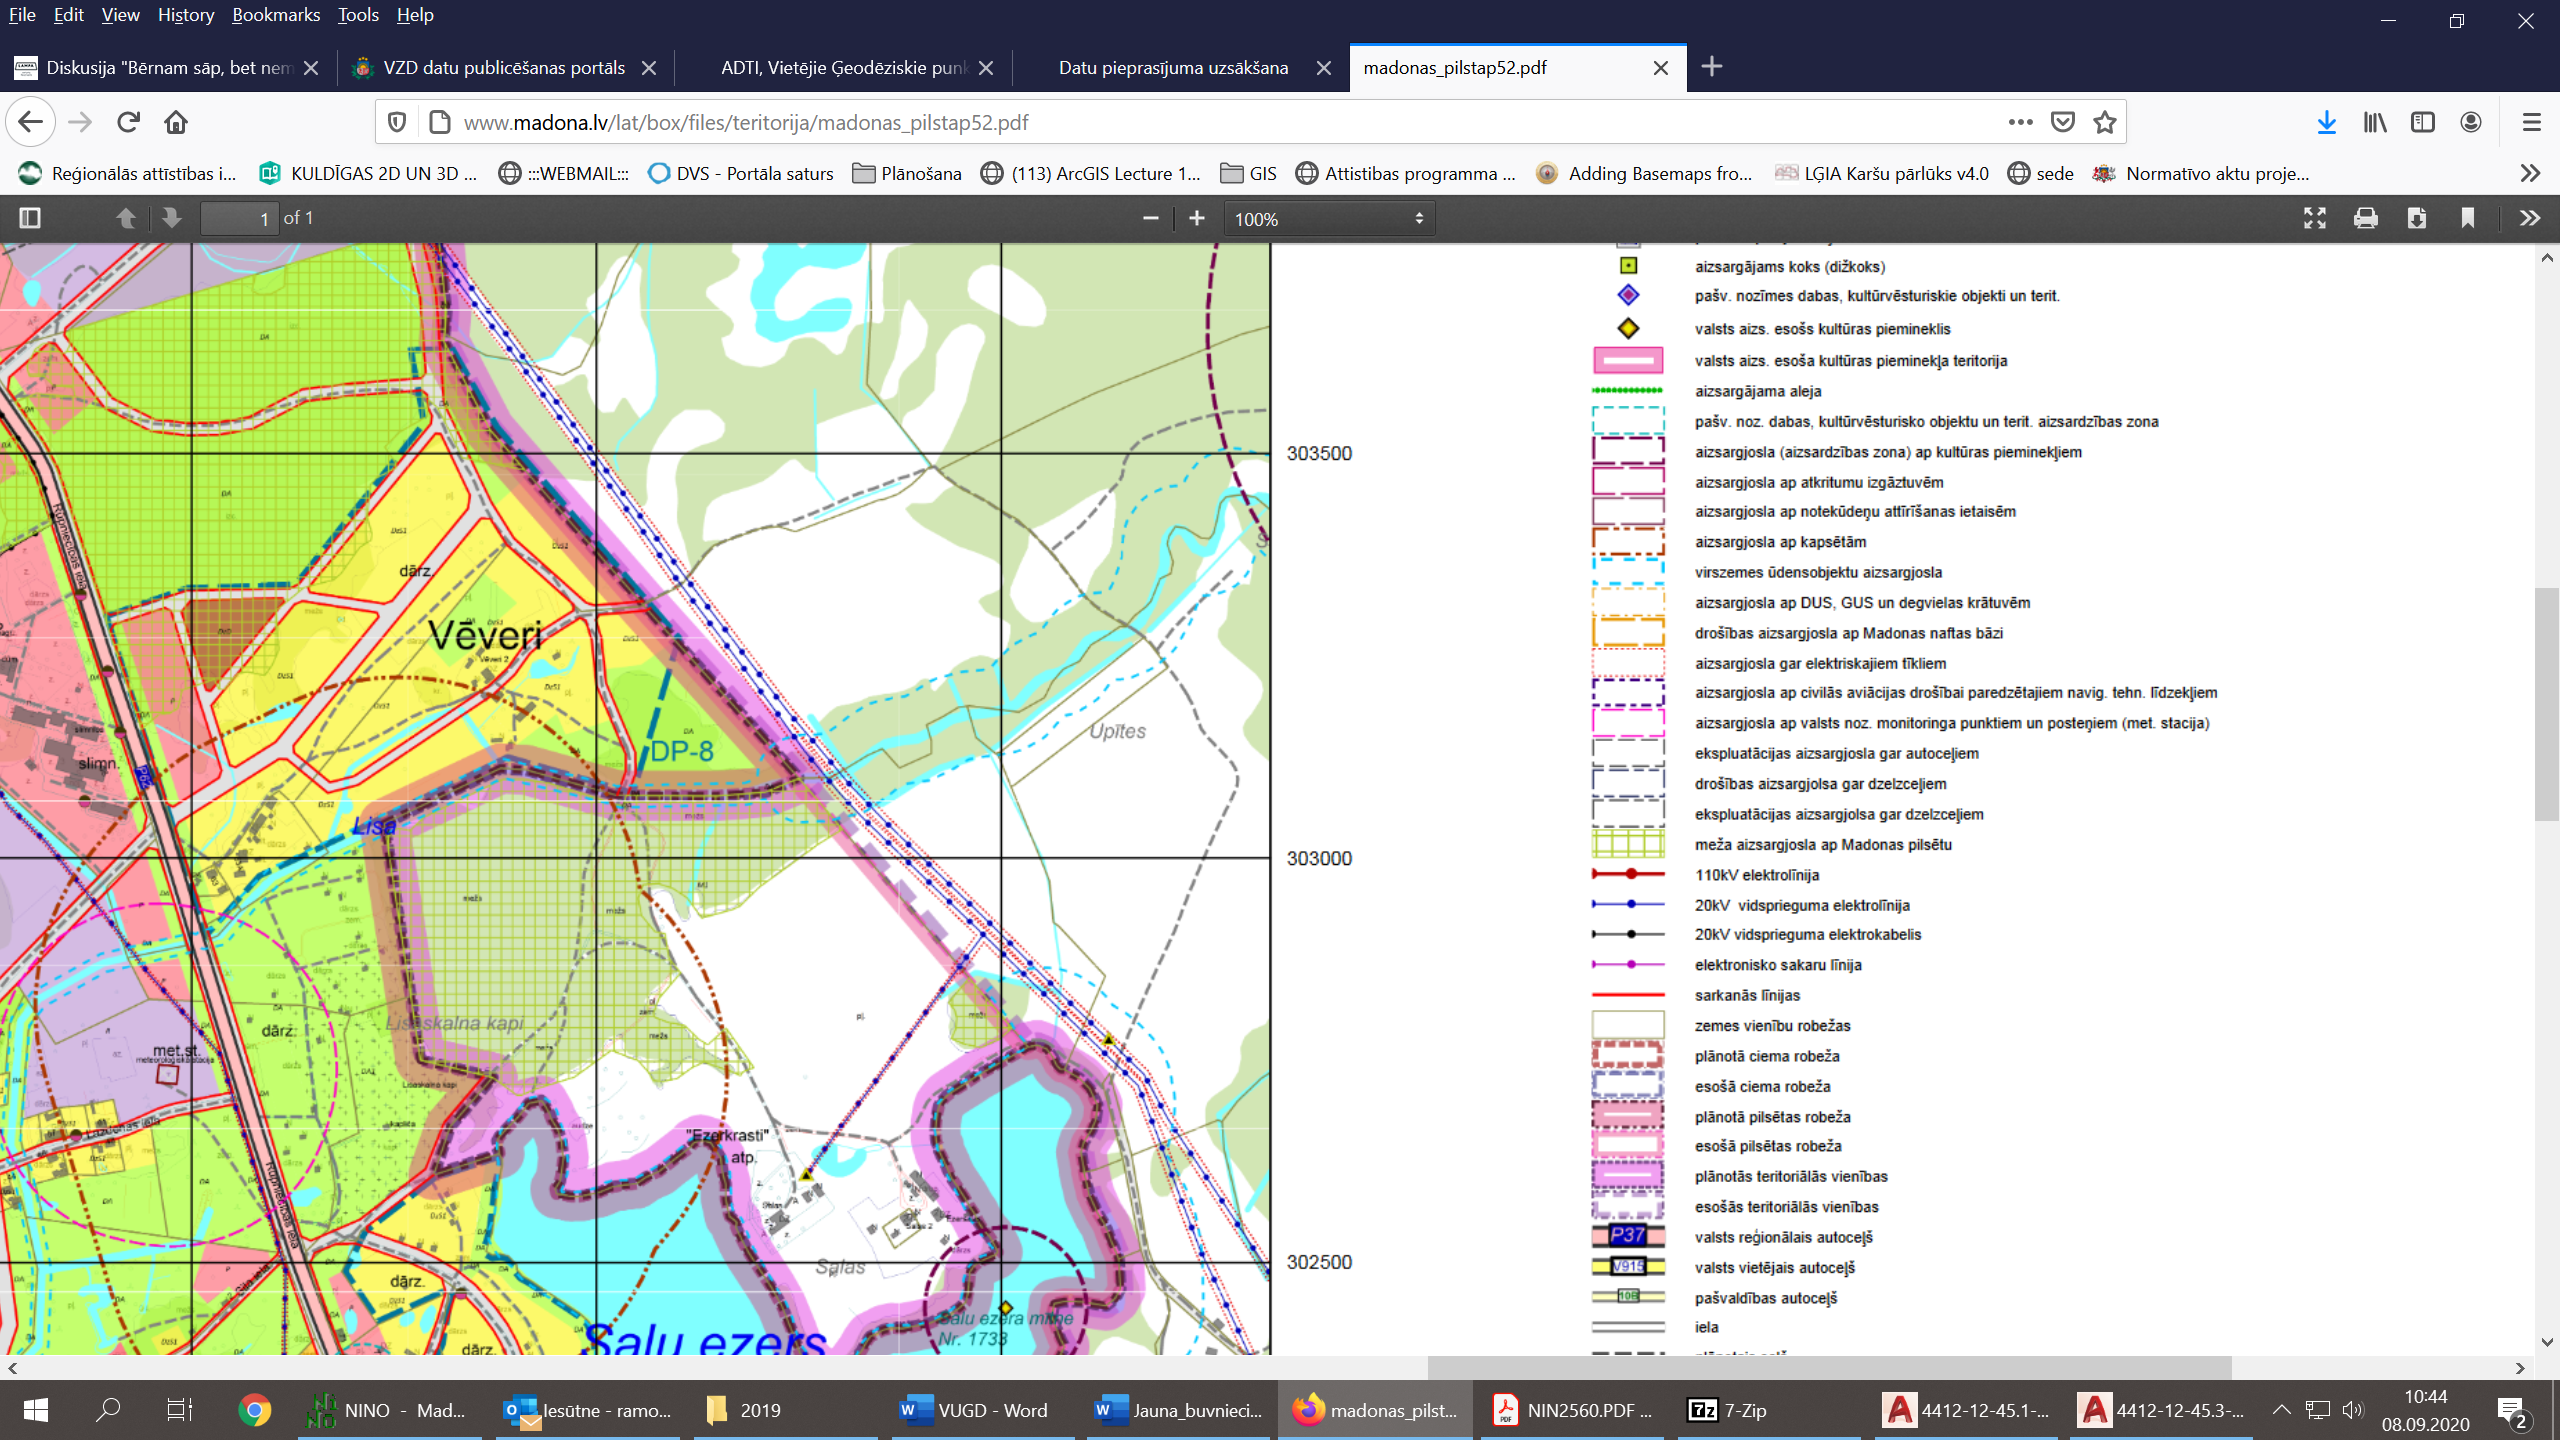 File Edit View History Bookmarks Tools Help
Diskusija "Bērnam sāp, bet nem
VZD datu publicēšanas portāls
ADTI, Vietējie Ģeodēziskie punk
Datu pieprasījuma uzsākšana
madonas_pilstap52.pdf
www.madona.lv/lat/box/files/teritorija/madonas_pilstap52.pdf
Reģionālās attīstības i...
KULDĪGAS 2D UN 3D ...
:::WEBMAIL:::
DVS - Portāla saturs
Plānošana
(113) ArcGIS Lecture 1...
GIS
Attistibas programma ...
Adding Basemaps fro...
LĢIA Karšu pārlūks v4.0
sede
Normatīvo aktu proje...
1 of 1
100%
303500
303000
302500
Vēveri
Vēveri 2
dārz.
DP-8
Upītes
slimn.
Rūpniecības iela
Lisa
Lisaskalna kapi
dārz.
met.st.
Lazdonas iela
"Ezerkrasti"
atp.
Salas
dārz.
dārz.
Salu ezers
Salu ezera mītne
Nr. 1733
aizsargājams koks (dižkoks)
pašv. nozīmes dabas, kultūrvēsturiskie objekti un terit.
valsts aizs. esošs kultūras piemineklis
valsts aizs. esoša kultūras pieminekļa teritorija
aizsargājama aleja
pašv. noz. dabas, kultūrvēsturisko objektu un terit. aizsardzības zona
aizsargjosla (aizsardzības zona) ap kultūras pieminekļiem
aizsargjosla ap atkritumu izgāztuvēm
aizsargjosla ap notekūdeņu attīrīšanas ietaisēm
aizsargjosla ap kapsētām
virszemes ūdensobjektu aizsargjosla
aizsargjosla ap DUS, GUS un degvielas krātuvēm
drošības aizsargjosla ap Madonas naftas bāzi
aizsargjosla gar elektriskajiem tīkliem
aizsargjosla ap civilās aviācijas drošībai paredzētajiem navig. tehn. līdzekļiem
aizsargjosla ap valsts noz. monitoringa punktiem un posteņiem (met. stacija)
ekspluatācijas aizsargjosla gar autoceļiem
drošības aizsargjolsa gar dzelzceļiem
ekspluatācijas aizsargjolsa gar dzelzceļiem
meža aizsargjosla ap Madonas pilsētu
110kV elektrolīnija
20kV vidsprieguma elektrolīnija
20kV vidsprieguma elektrokabelis
elektronisko sakaru līnija
sarkanās līnijas
zemes vienību robežas
plānotā ciema robeža
esošā ciema robeža
plānotā pilsētas robeža
esošā pilsētas robeža
plānotās teritoriālās vienības
esošās teritoriālās vienības
P37 valsts reģionālais autoceļš
V915 valsts vietējais autoceļš
10B pašvaldības autoceļš
iela
NINO - Mad...
Iesūtne - ramo...
2019
VUGD - Word
Jauna_buvnieci...
madonas_pilst...
NIN2560.PDF ...
7-Zip
4412-12-45.1-...
4412-12-45.3-...
10:44
08.09.2020
2